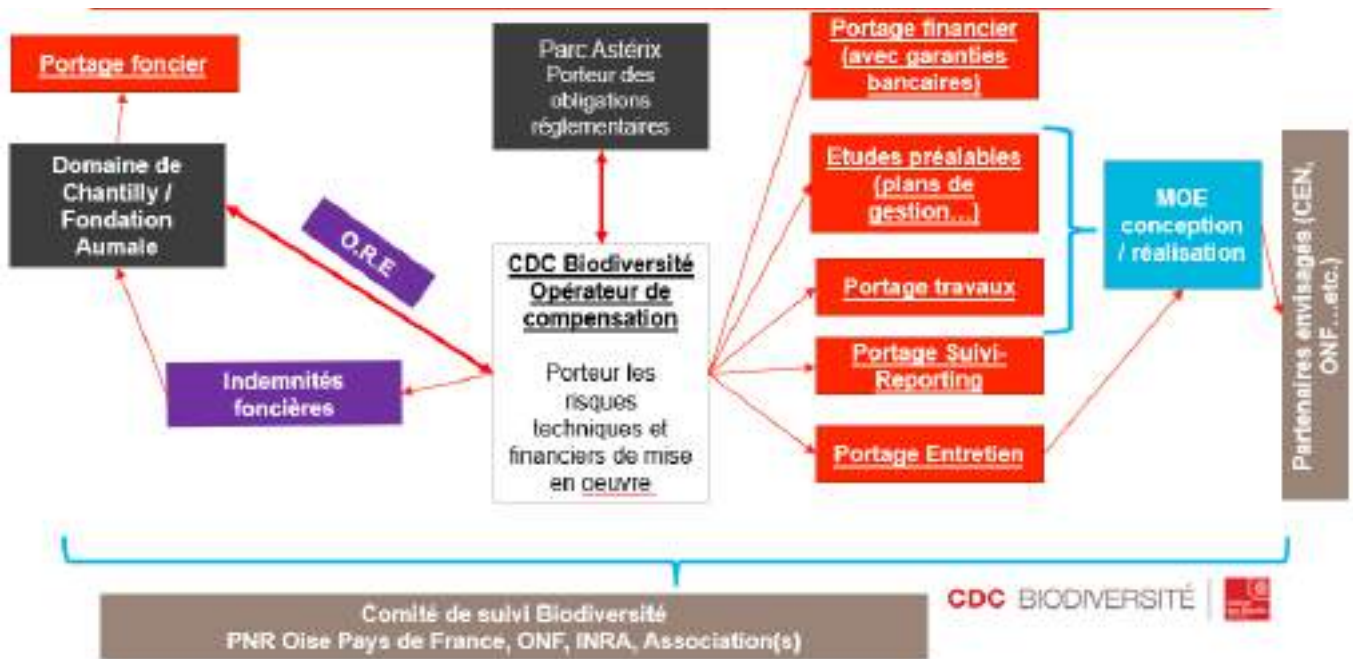 Portage foncier
Domaine de
Chantilly /
Fondation
Aumale
O.R.E
Indemnités
foncières
Parc Astérix
Porteur des
obligations
réglementaires
CDC Biodiversité
Opérateur de
compensation
Porteur les
risques
techniques et
financiers de mise
en oeuvre
Portage financier
(avec garanties
bancaires)
Etudes préalables
(plans de
gestion…)
Portage travaux
Portage Suivi-
Reporting
Portage Entretien
MOE
conception
/ réalisation
Partenaires envisagés (CEN,
ONF…etc.)
Comité de suivi Biodiversité
PNR Oise Pays de France, ONF, INRA, Association(s)
CDC BIODIVERSITÉ